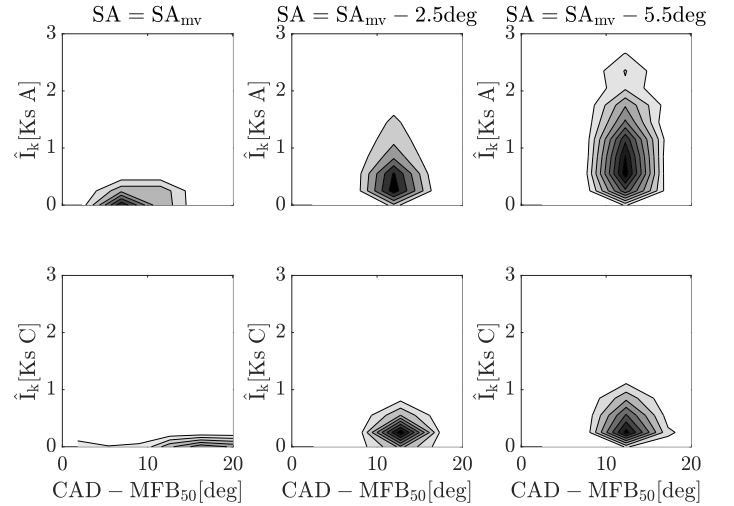 SA = SA_mv    SA = SA_mv − 2.5deg    SA = SA_mv − 5.5deg
3    3    3
2    2    2
Î_k[Ks A]    Î_k[Ks A]    Î_k[Ks A]
1    1    1
0    0    0
3    3    3
2    2    2
Î_k[Ks C]    Î_k[Ks C]    Î_k[Ks C]
1    1    1
0    0    0
0    10    20    0    10    20    0    10    20
CAD − MFB_50[deg]    CAD − MFB_50[deg]    CAD − MFB_50[deg]